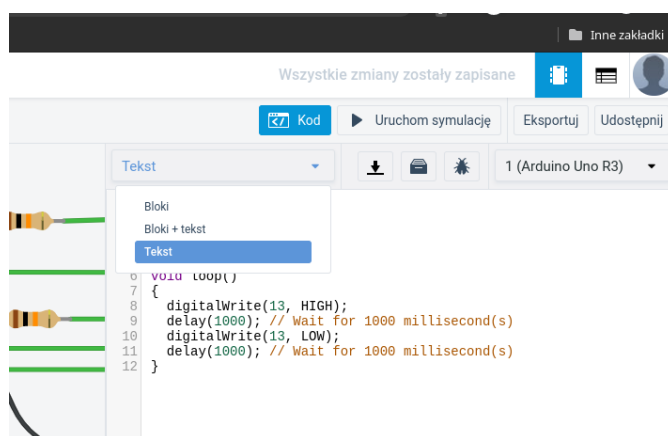 Inne zakładki
Wszystkie zmiany zostały zapisane
Kod
Uruchom symulację
Eksportuj
Udostępnij
Tekst
1 (Arduino Uno R3)
Bloki
Bloki + tekst
Tekst
6 void loop()
7 {
8 digitalWrite(13, HIGH);
9 delay(1000); // Wait for 1000 millisecond(s)
10 digitalWrite(13, LOW);
11 delay(1000); // Wait for 1000 millisecond(s)
12 }